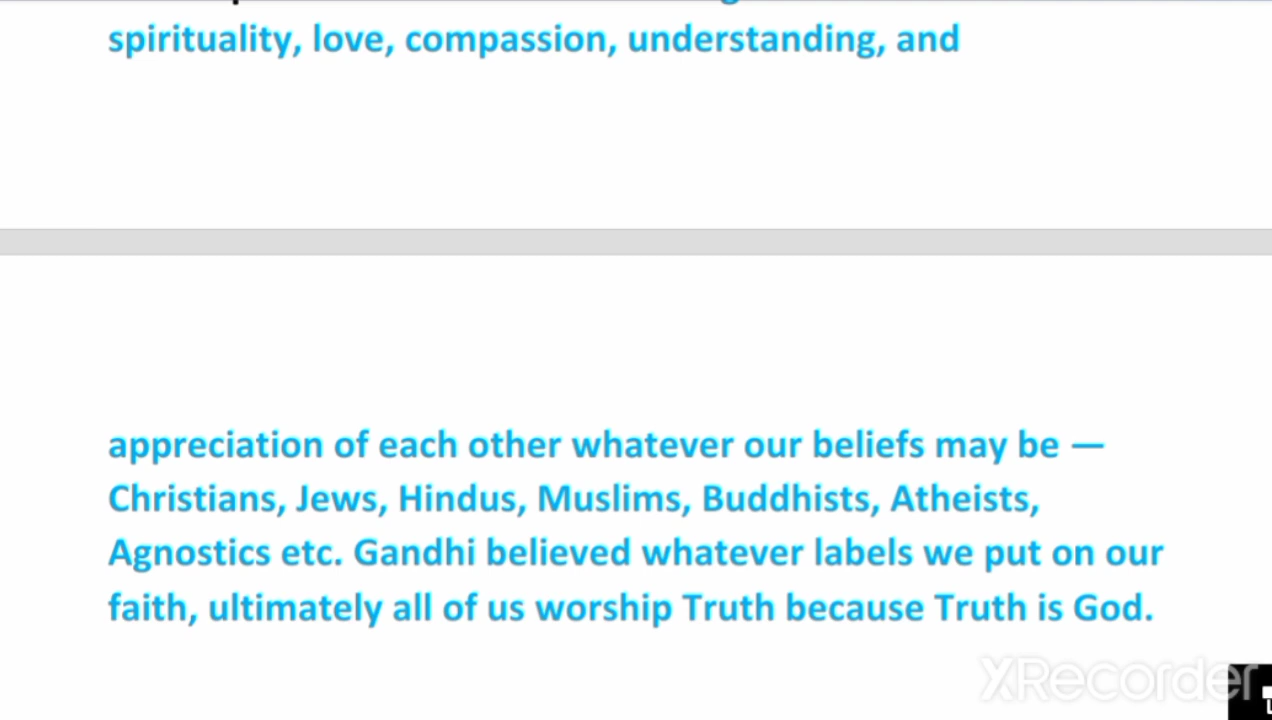 spirituality, love, compassion, understanding, and
appreciation of each other whatever our beliefs may be —
Christians, Jews, Hindus, Muslims, Buddhists, Atheists,
Agnostics etc. Gandhi believed whatever labels we put on our
faith, ultimately all of us worship Truth because Truth is God.
XRecorder